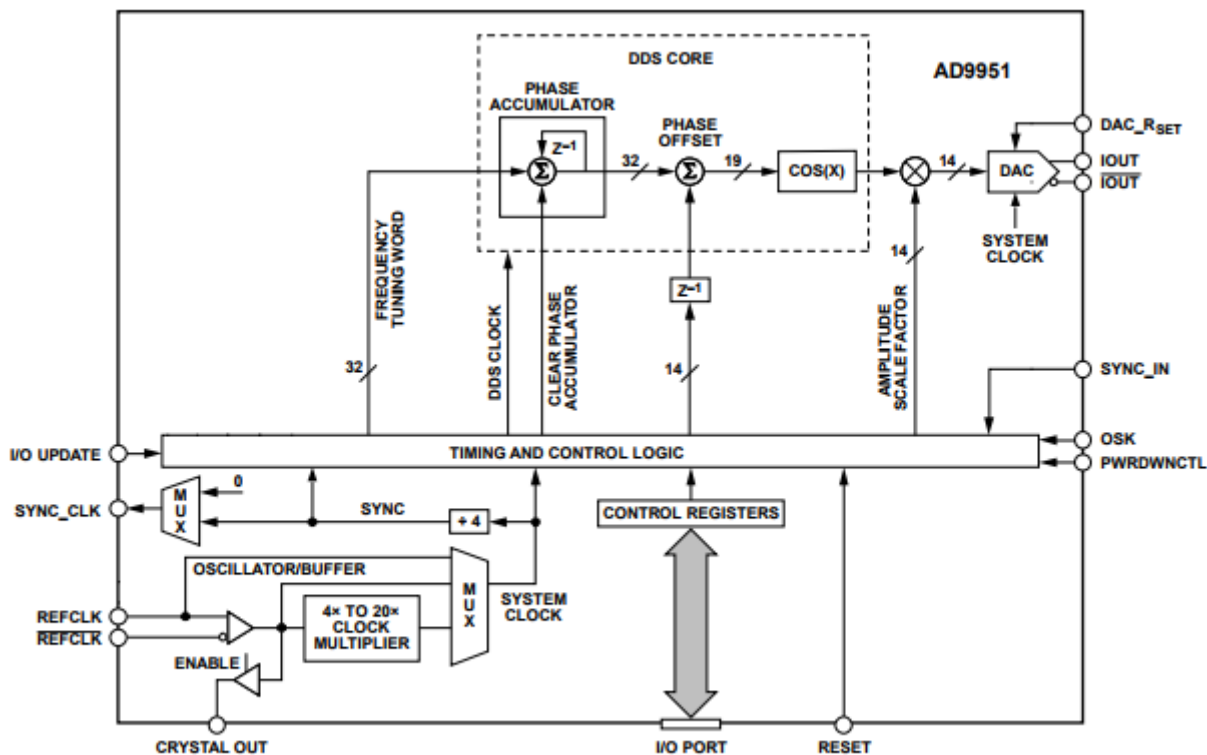 DDS CORE
AD9951
PHASE
ACCUMULATOR
PHASE
OFFSET
Z–1
DAC_RSET
32
19
14
IOUT
Σ
Σ
COS(X)
DAC
IOUT
SYSTEM
CLOCK
14
FREQUENCY
TUNING WORD
Z–1
DDS CLOCK
CLEAR PHASE
ACCUMULATOR
AMPLITUDE
SCALE FACTOR
32
14
SYNC_IN
I/O UPDATE
TIMING AND CONTROL LOGIC
OSK
PWRDWNCTL
0
MUX
SYNC_CLK
SYNC
÷ 4
CONTROL REGISTERS
OSCILLATOR/BUFFER
MUX
SYSTEM
CLOCK
REFCLK
REFCLK
4× TO 20×
CLOCK
MULTIPLIER
ENABLE
CRYSTAL OUT
I/O PORT
RESET